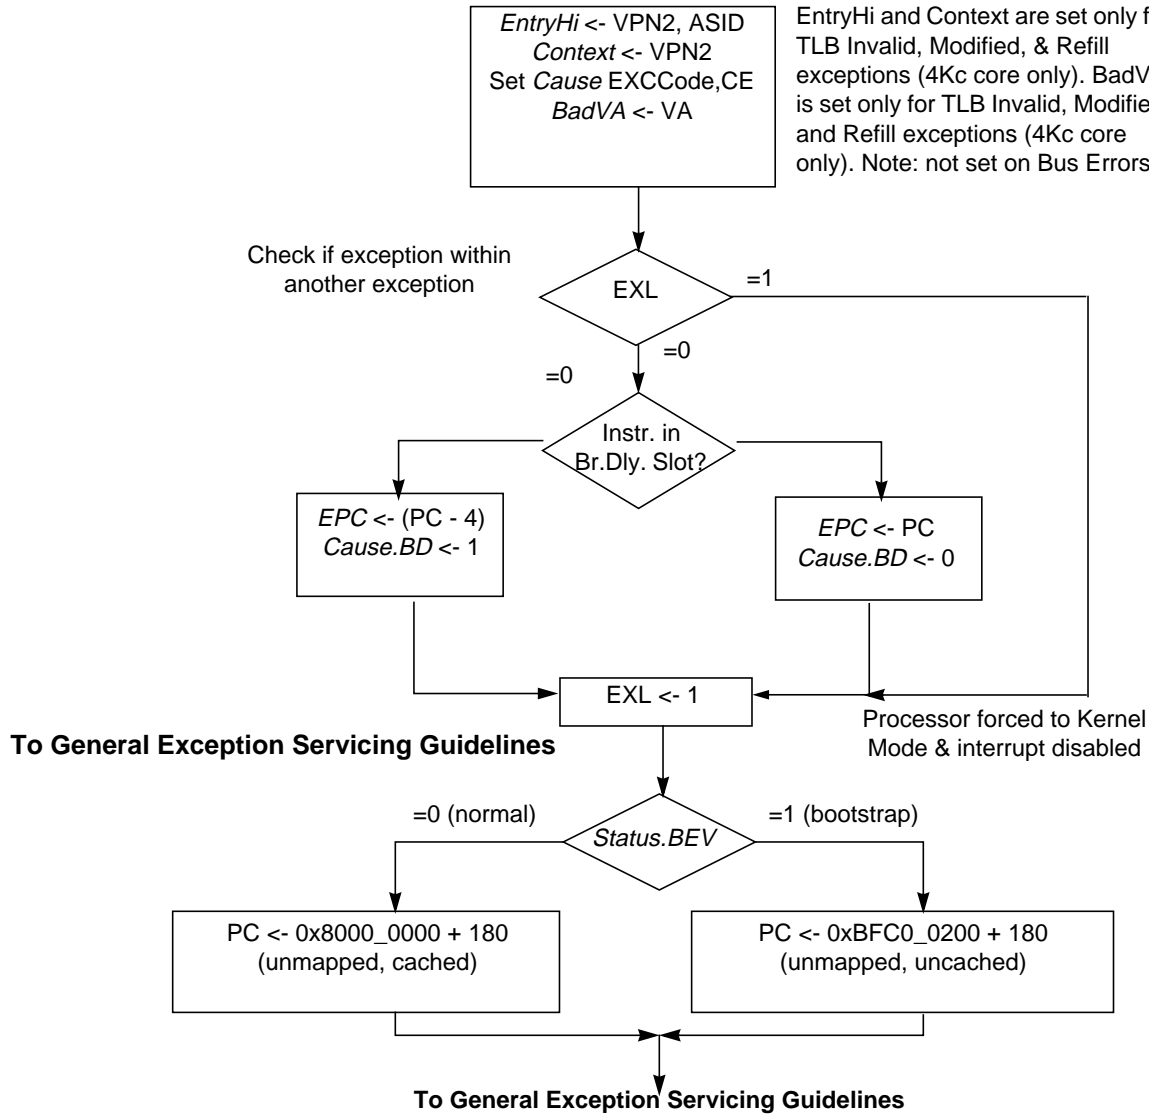 EntryHi <- VPN2, ASID
Context <- VPN2
Set Cause EXCCode,CE
BadVA <- VA
EntryHi and Context are set only f
TLB Invalid, Modified, & Refill
exceptions (4Kc core only). BadV
is set only for TLB Invalid, Modifie
and Refill exceptions (4Kc core
only). Note: not set on Bus Errors
Check if exception within
another exception
EXL
=1
=0
=0
Instr. in
Br.Dly. Slot?
EPC <- (PC - 4)
Cause.BD <- 1
EPC <- PC
Cause.BD <- 0
EXL <- 1
Processor forced to Kernel
Mode & interrupt disabled
To General Exception Servicing Guidelines
=0 (normal)
=1 (bootstrap)
Status.BEV
PC <- 0x8000_0000 + 180
(unmapped, cached)
PC <- 0xBFC0_0200 + 180
(unmapped, uncached)
To General Exception Servicing Guidelines